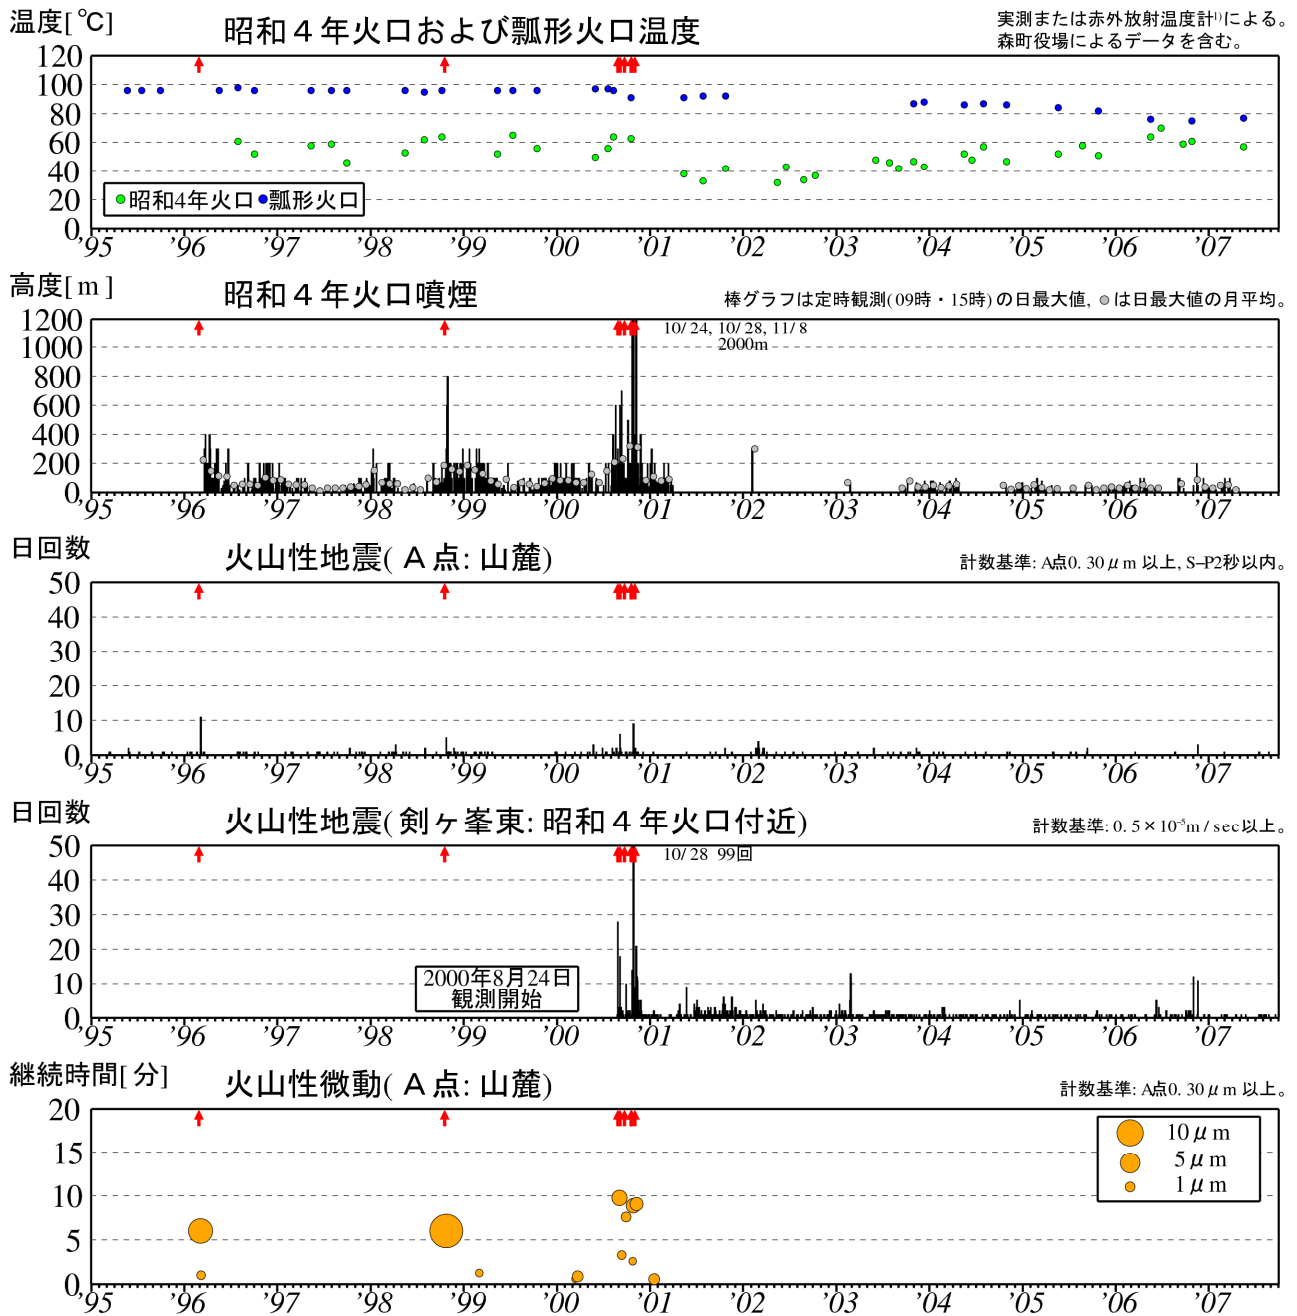 温度[℃]
昭和４年火口および瓢形火口温度
実測または赤外放射温度計¹⁾による。
森町役場によるデータを含む。
120
100
80
60
40
20
0
昭和4年火口 瓢形火口
'95 '96 '97 '98 '99 '00 '01 '02 '03 '04 '05 '06 '07
高度[m]
昭和４年火口噴煙
棒グラフは定時観測(09時・15時)の日最大値, は日最大値の月平均。
1200
1000
800
600
400
200
0
10/24, 10/28, 11/8
2000m
'95 '96 '97 '98 '99 '00 '01 '02 '03 '04 '05 '06 '07
日回数
火山性地震(Ａ点:山麓)
計数基準:A点0.30μm以上,S-P2秒以内。
50
40
30
20
10
0
'95 '96 '97 '98 '99 '00 '01 '02 '03 '04 '05 '06 '07
日回数
火山性地震(剣ヶ峯東:昭和４年火口付近)
計数基準:0.5×10⁻⁵m/sec以上。
50
40
30
20
10
0
10/28 99回
2000年8月24日
観測開始
'95 '96 '97 '98 '99 '00 '01 '02 '03 '04 '05 '06 '07
継続時間[分]
火山性微動(Ａ点:山麓)
計数基準:A点0.30μm以上。
20
15
10
5
0
10μm
5μm
1μm
'95 '96 '97 '98 '99 '00 '01 '02 '03 '04 '05 '06 '07